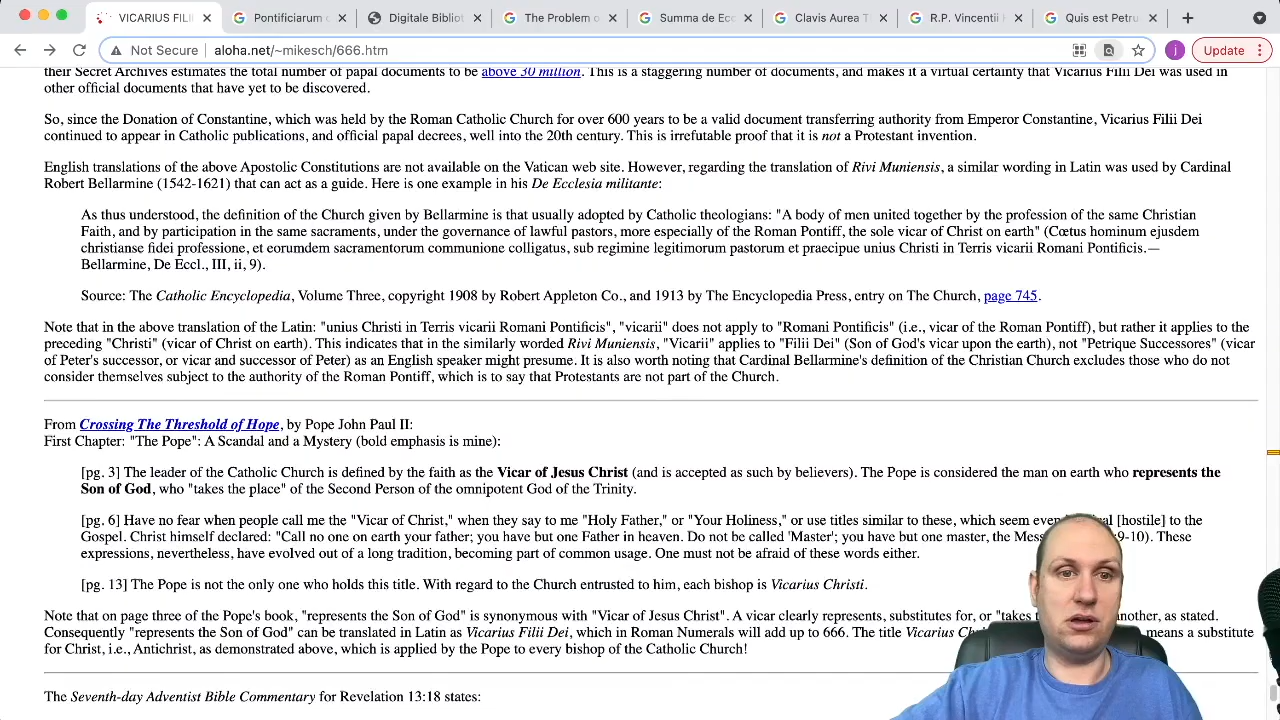 VICARIUS FILI
Pontificiarum
Digitale Bibliot
The Problem o
Summa de Ecc
Clavis Aurea T
R.P. Vincentii
Quis est Petru
Not Secure
aloha.net/~mikesch/666.htm
j
Update
their Secret Archives estimates the total number of papal documents to be above 30 million. This is a staggering number of documents, and makes it a virtual certainty that Vicarius Filii Dei was used in
other official documents that have yet to be discovered.
So, since the Donation of Constantine, which was held by the Roman Catholic Church for over 600 years to be a valid document transferring authority from Emperor Constantine, Vicarius Filii Dei
continued to appear in Catholic publications, and official papal decrees, well into the 20th century. This is irrefutable proof that it is not a Protestant invention.
English translations of the above Apostolic Constitutions are not available on the Vatican web site. However, regarding the translation of Rivi Muniensis, a similar wording in Latin was used by Cardinal
Robert Bellarmine (1542-1621) that can act as a guide. Here is one example in his De Ecclesia militante:
As thus understood, the definition of the Church given by Bellarmine is that usually adopted by Catholic theologians: "A body of men united together by the profession of the same Christian
Faith, and by participation in the same sacraments, under the governance of lawful pastors, more especially of the Roman Pontiff, the sole vicar of Christ on earth" (Cœtus hominum ejusdem
christianse fidei professione, et eorumdem sacramentorum communione colligatus, sub regimine legitimorum pastorum et praecipue unius Christi in Terris vicarii Romani Pontificis.—
Bellarmine, De Eccl., III, ii, 9).
Source: The Catholic Encyclopedia, Volume Three, copyright 1908 by Robert Appleton Co., and 1913 by The Encyclopedia Press, entry on The Church, page 745.
Note that in the above translation of the Latin: "unius Christi in Terris vicarii Romani Pontificis", "vicarii" does not apply to "Romani Pontificis" (i.e., vicar of the Roman Pontiff), but rather it applies to the
preceding "Christi" (vicar of Christ on earth). This indicates that in the similarly worded Rivi Muniensis, "Vicarii" applies to "Filii Dei" (Son of God's vicar upon the earth), not "Petrique Successores" (vicar
of Peter's successor, or vicar and successor of Peter) as an English speaker might presume. It is also worth noting that Cardinal Bellarmine's definition of the Christian Church excludes those who do not
consider themselves subject to the authority of the Roman Pontiff, which is to say that Protestants are not part of the Church.
From Crossing The Threshold of Hope, by Pope John Paul II:
First Chapter: "The Pope": A Scandal and a Mystery (bold emphasis is mine):
[pg. 3] The leader of the Catholic Church is defined by the faith as the Vicar of Jesus Christ (and is accepted as such by believers). The Pope is considered the man on earth who represents the
Son of God, who "takes the place" of the Second Person of the omnipotent God of the Trinity.
[pg. 6] Have no fear when people call me the "Vicar of Christ," when they say to me "Holy Father," or "Your Holiness," or use titles similar to these, which seem even [hostile] to the
Gospel. Christ himself declared: "Call no one on earth your father; you have but one Father in heaven. Do not be called 'Master'; you have but one master, the 9-10). These
expressions, nevertheless, have evolved out of a long tradition, becoming part of common usage. One must not be afraid of these words either.
[pg. 13] The Pope is not the only one who holds this title. With regard to the Church entrusted to him, each bishop is Vicarius Christi.
Note that on page three of the Pope's book, "represents the Son of God" is synonymous with "Vicar of Jesus Christ". A vicar clearly represents, substitutes for, or "takes another, as stated.
Consequently "represents the Son of God" can be translated in Latin as Vicarius Filii Dei, which in Roman Numerals will add up to 666. The title Vicarius means a substitute
for Christ, i.e., Antichrist, as demonstrated above, which is applied by the Pope to every bishop of the Catholic Church!
The Seventh-day Adventist Bible Commentary for Revelation 13:18 states: